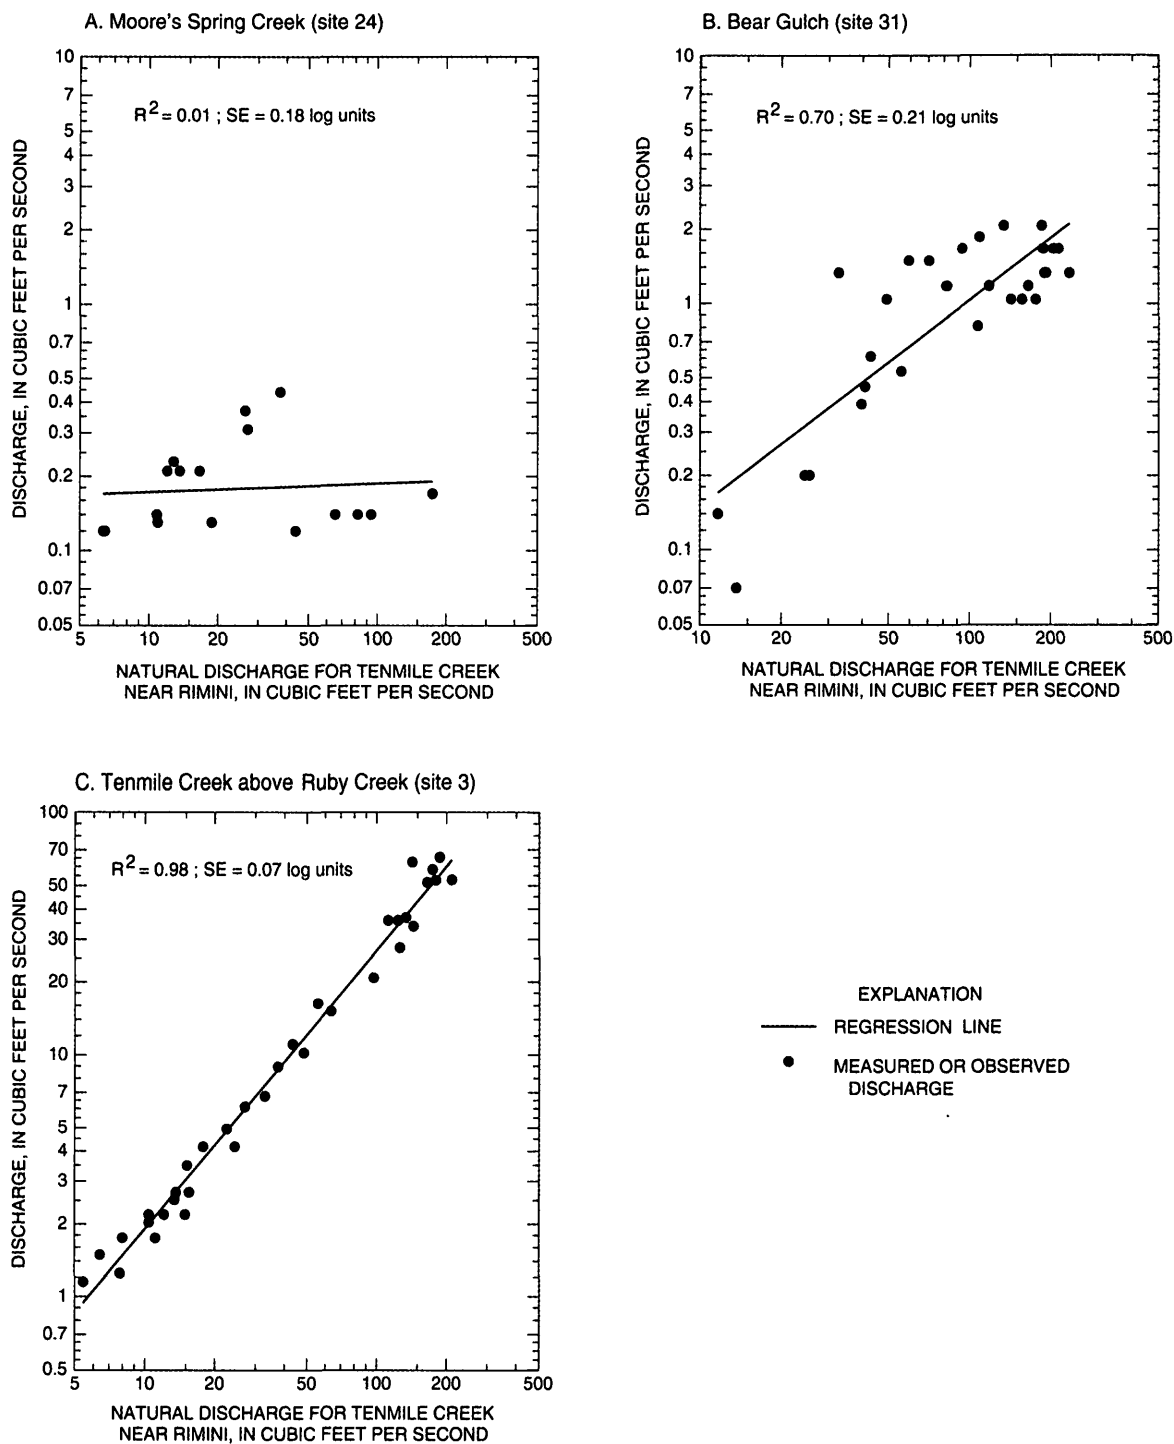 A. Moore's Spring Creek (site 24)
R2 = 0.01 ; SE = 0.18 log units
DISCHARGE, IN CUBIC FEET PER SECOND
10
7
5
4
3
2
1
0.7
0.5
0.4
0.3
0.2
0.1
0.07
0.05
5 10 20 50 100 200 500
NATURAL DISCHARGE FOR TENMILE CREEK
NEAR RIMINI, IN CUBIC FEET PER SECOND
B. Bear Gulch (site 31)
R2 = 0.70 ; SE = 0.21 log units
DISCHARGE, IN CUBIC FEET PER SECOND
10
7
5
4
3
2
1
0.7
0.5
0.4
0.3
0.2
0.1
0.07
0.05
10 20 50 100 200 500
NATURAL DISCHARGE FOR TENMILE CREEK
NEAR RIMINI, IN CUBIC FEET PER SECOND
C. Tenmile Creek above Ruby Creek (site 3)
R2 = 0.98 ; SE = 0.07 log units
DISCHARGE, IN CUBIC FEET PER SECOND
100
70
50
40
30
20
10
7
5
4
3
2
1
0.7
0.5
5 10 20 50 100 200 500
NATURAL DISCHARGE FOR TENMILE CREEK
NEAR RIMINI, IN CUBIC FEET PER SECOND
EXPLANATION
REGRESSION LINE
MEASURED OR OBSERVED
DISCHARGE